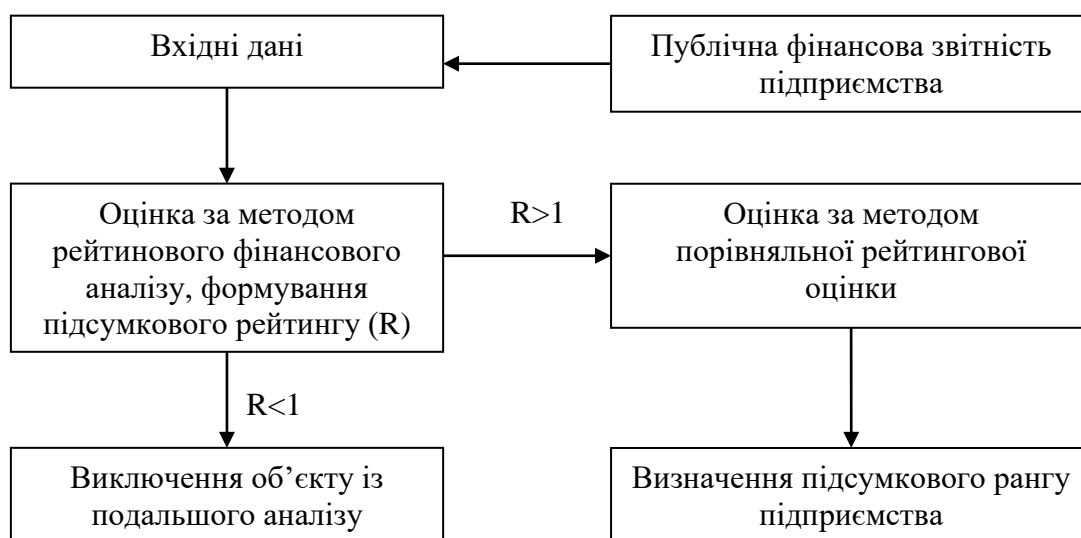 Вхідні дані
Публічна фінансова звітність
підприємства
Оцінка за методом
рейтинового фінансового
аналізу, формування
підсумкового рейтингу (R)
R>1
Оцінка за методом
порівняльної рейтингової
оцінки
R<1
Виключення об’єкту із
подальшого аналізу
Визначення підсумкового рангу
підприємства